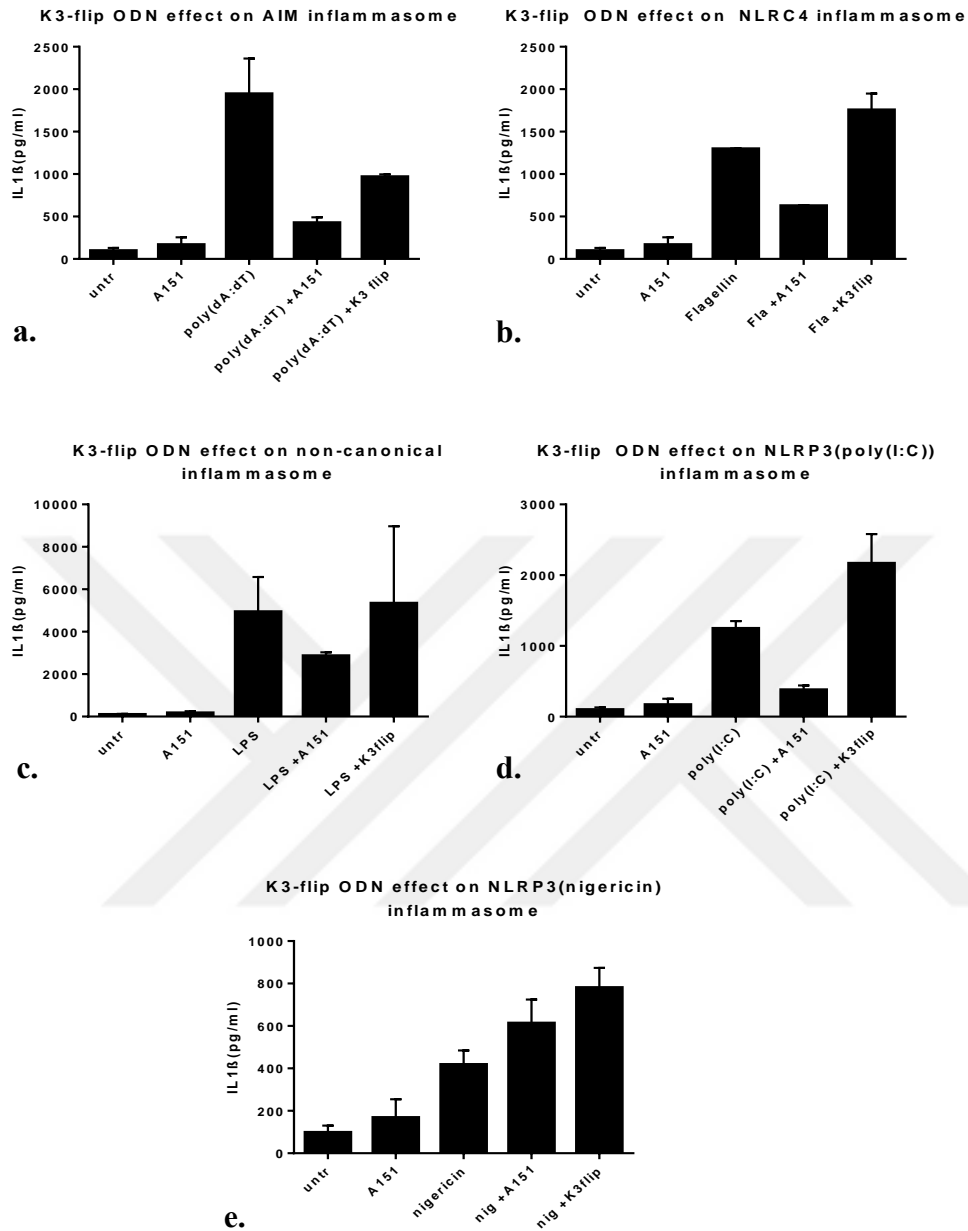 K3-flip ODN effect on AIM inflammasome
IL1ß(pg/ml)
2500
2000
1500
1000
500
0
untr
A151
poly(dA:dT)
poly(dA:dT) +A151
poly(dA:dT) +K3 flip
a.
K3-flip ODN effect on NLRC4 inflammasome
IL1ß(pg/ml)
2500
2000
1500
1000
500
0
untr
A151
Flagellin
Fla +A151
Fla +K3flip
b.
K3-flip ODN effect on non-canonical
inflammasome
IL1ß(pg/ml)
10000
8000
6000
4000
2000
0
untr
A151
LPS
LPS +A151
LPS +K3flip
c.
K3-flip ODN effect on NLRP3(poly(I:C))
inflammasome
IL1ß(pg/ml)
3000
2000
1000
0
untr
A151
poly(I:C)
poly(I:C) +A151
poly(I:C) +K3flip
d.
K3-flip ODN effect on NLRP3(nigericin)
inflammasome
IL1ß(pg/ml)
1000
800
600
400
200
0
untr
A151
nigericin
nig +A151
nig +K3flip
e.